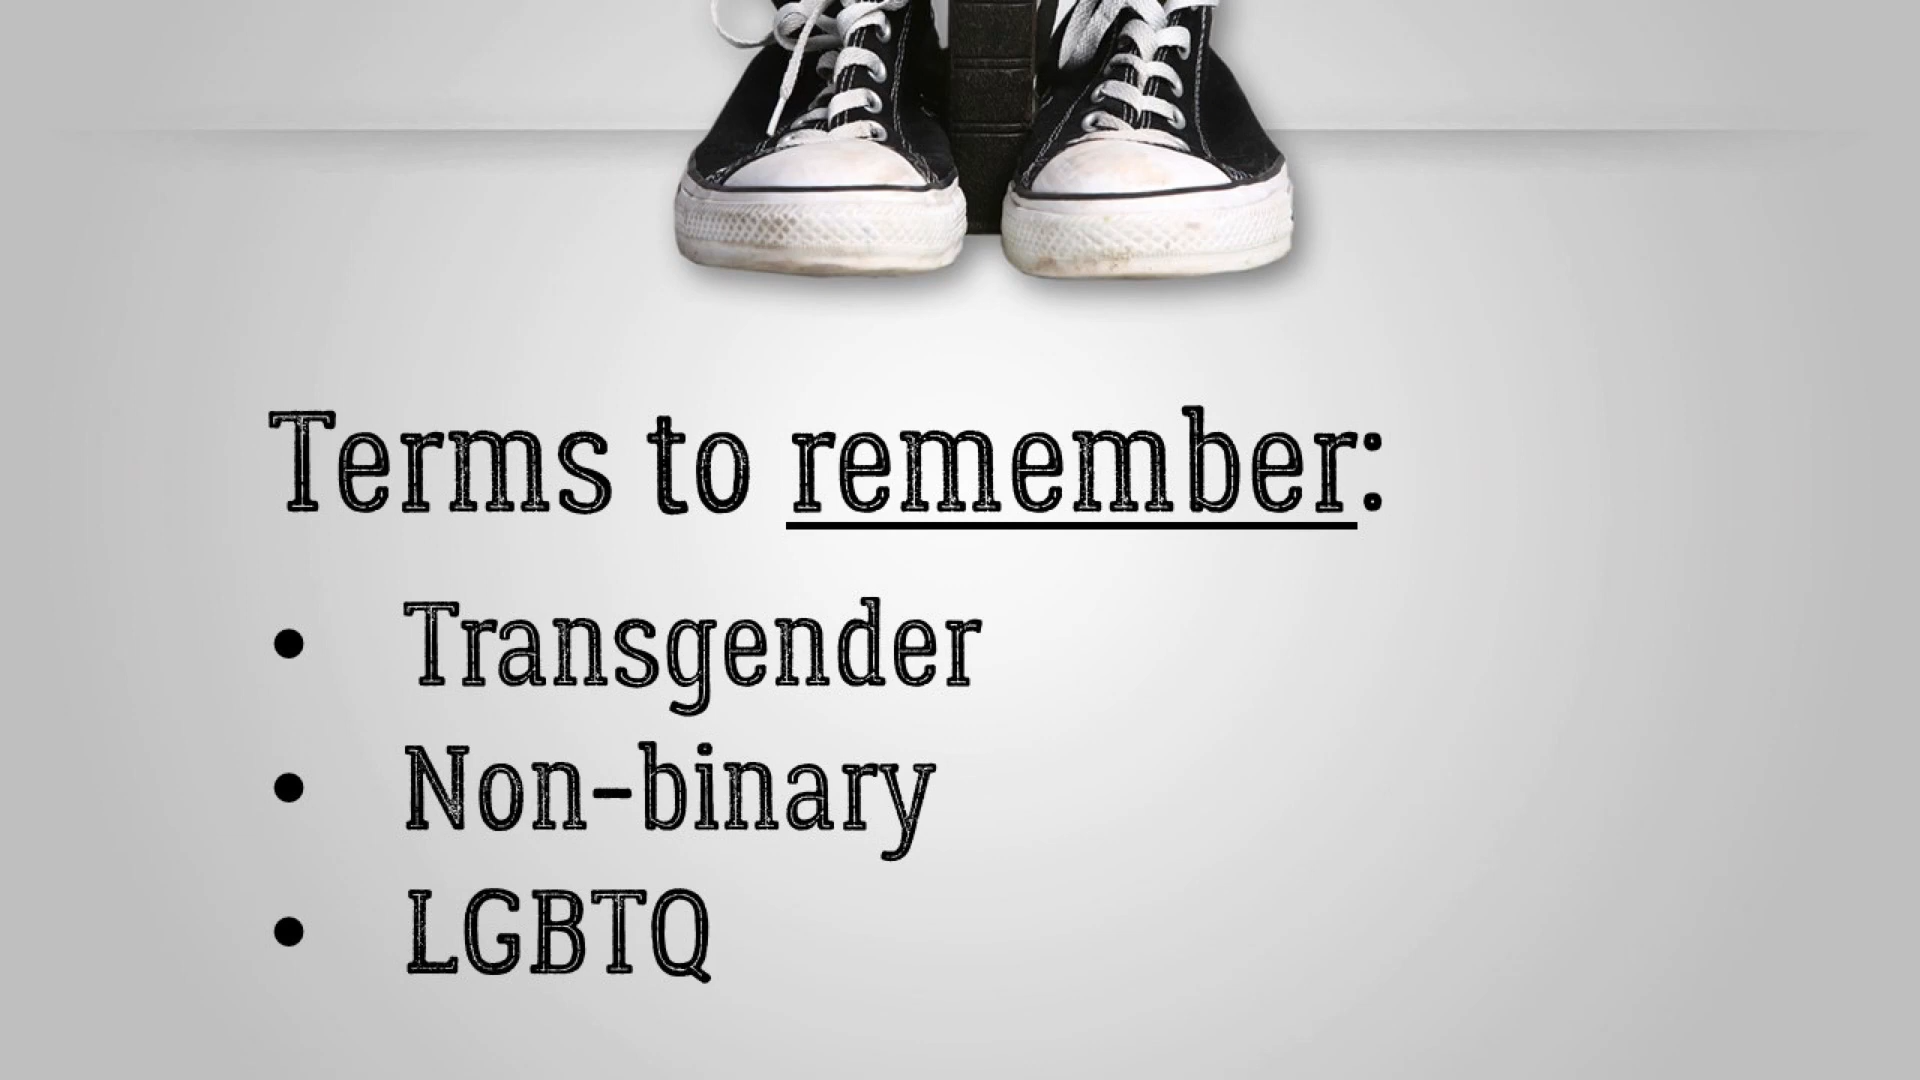 Terms to remember:
• Transgender
• Non-binary
• LGBTQ